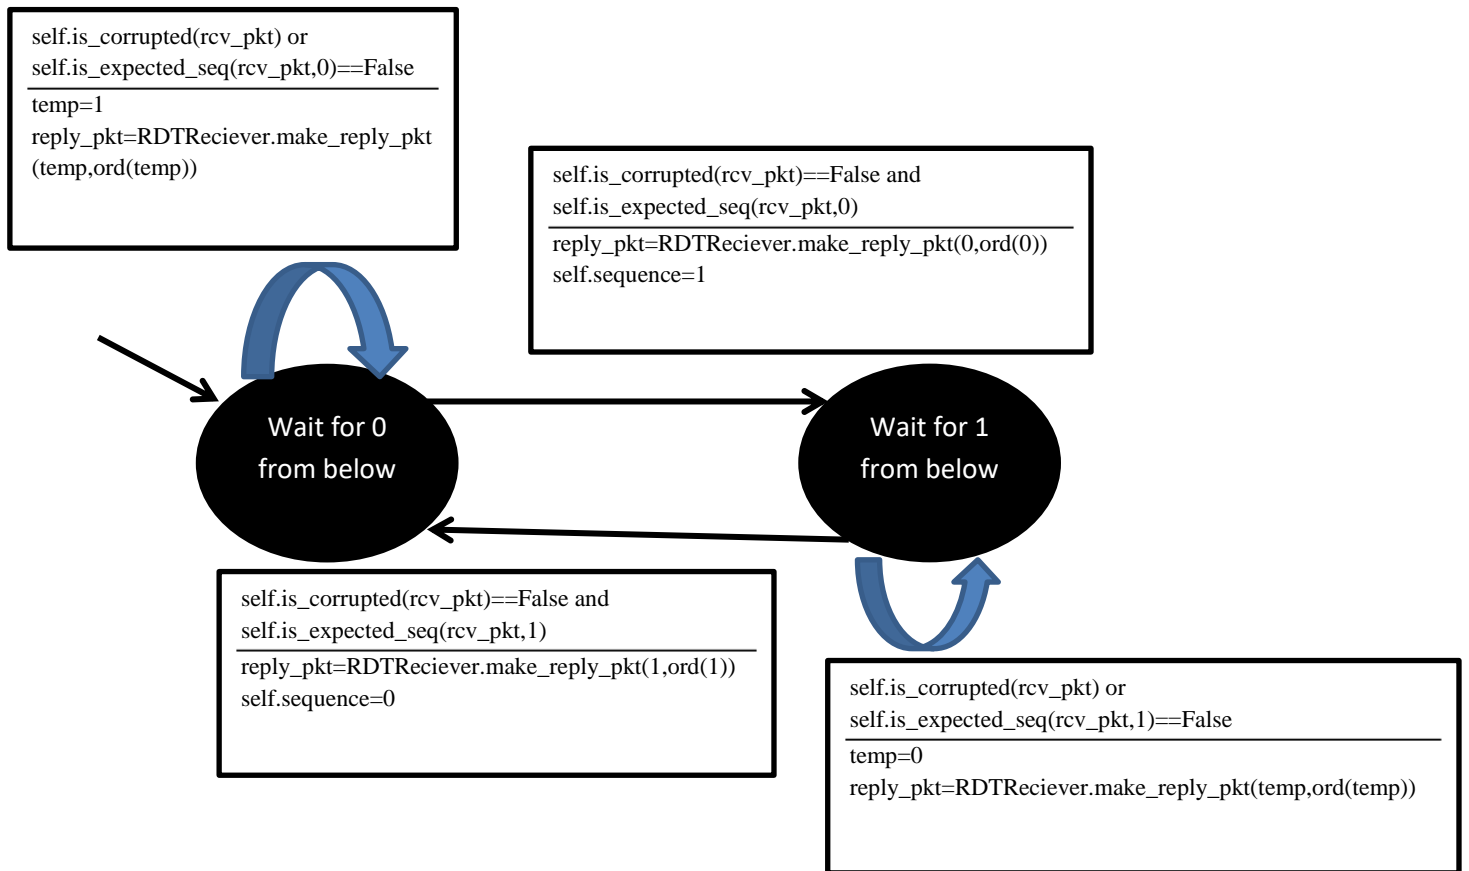 self.is_corrupted(rcv_pkt) or
self.is_expected_seq(rcv_pkt,0)==False
temp=1
reply_pkt=RDTReciever.make_reply_pkt
(temp,ord(temp))
self.is_corrupted(rcv_pkt)==False and
self.is_expected_seq(rcv_pkt,0)
reply_pkt=RDTReciever.make_reply_pkt(0,ord(0))
self.sequence=1
Wait for 0
from below
Wait for 1
from below
self.is_corrupted(rcv_pkt)==False and
self.is_expected_seq(rcv_pkt,1)
reply_pkt=RDTReciever.make_reply_pkt(1,ord(1))
self.sequence=0
self.is_corrupted(rcv_pkt) or
self.is_expected_seq(rcv_pkt,1)==False
temp=0
reply_pkt=RDTReciever.make_reply_pkt(temp,ord(temp))